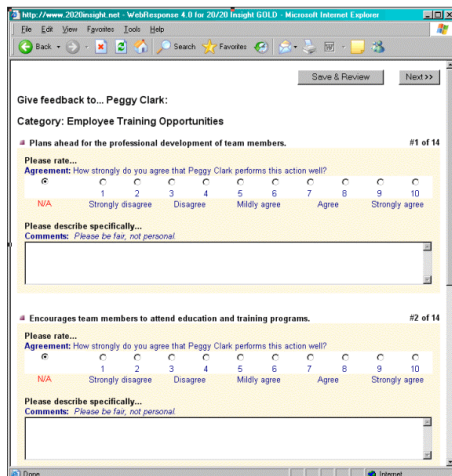 http://www.2020insight.net - WebResponse 4.0 for 20/20 Insight GOLD - Microsoft Internet Explorer
File Edit View Favorites Tools Help
Back Search Favorites
Save & Review Next >>
Give feedback to... Peggy Clark:
Category: Employee Training Opportunities
Plans ahead for the professional development of team members. #1 of 14
Please rate...
Agreement: How strongly do you agree that Peggy Clark performs this action well?
1 2 3 4 5 6 7 8 9 10
N/A Strongly disagree Disagree Mildly agree Agree Strongly agree
Please describe specifically...
Comments: Please be fair, not personal.
Encourages team members to attend education and training programs. #2 of 14
Please rate...
Agreement: How strongly do you agree that Peggy Clark performs this action well?
1 2 3 4 5 6 7 8 9 10
N/A Strongly disagree Disagree Mildly agree Agree Strongly agree
Please describe specifically...
Comments: Please be fair, not personal.
Done Internet